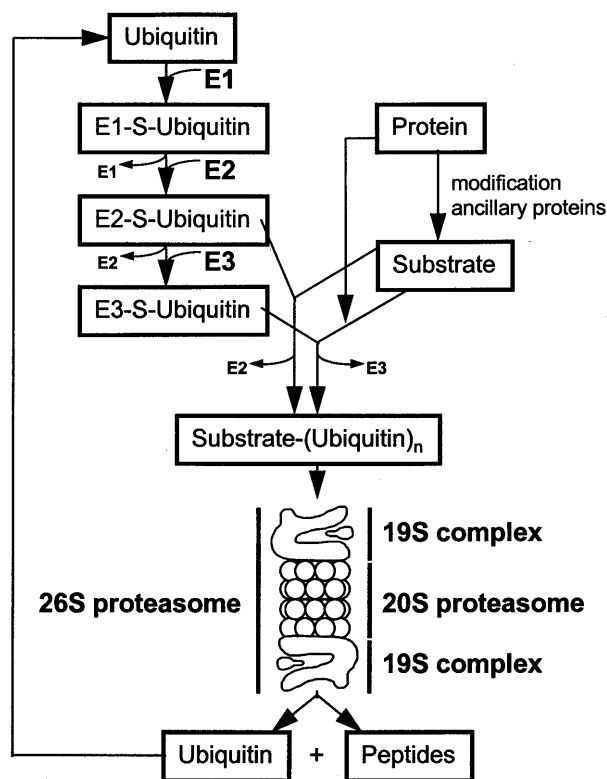 Ubiquitin
E1
E1-S-Ubiquitin
Protein
E1
E2
modification
ancillary proteins
E2-S-Ubiquitin
E2
E3
Substrate
E3-S-Ubiquitin
E2
E3
Substrate-(Ubiquitin)n
19S complex
26S proteasome
20S proteasome
19S complex
Ubiquitin + Peptides